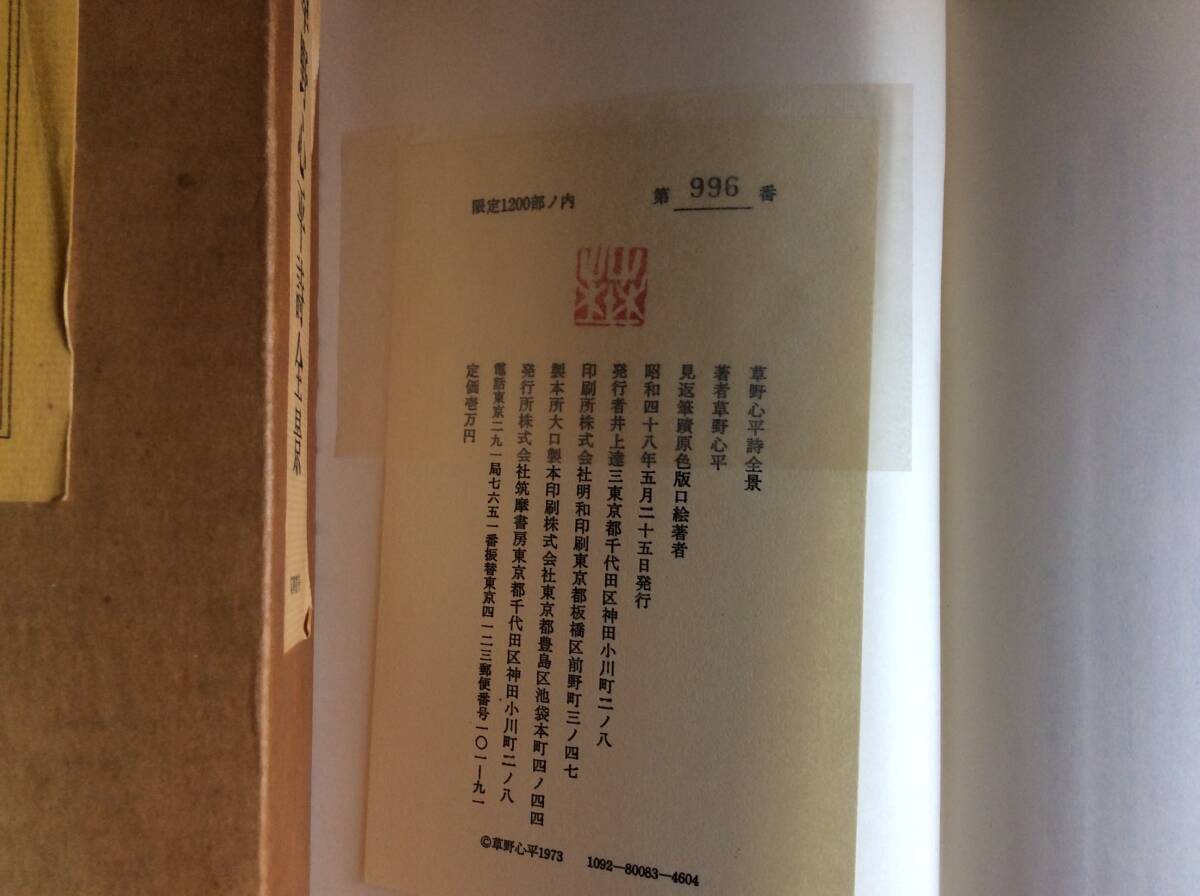 草野心平詩全景
限定1200部ノ内
第 996 番
草野心平詩全景
著者草野心平
見返筆蹟原色版口絵著者
昭和四十八年五月二十五日発行
発行者井上達三東京都千代田区神田小川町二ノ八
印刷所株式会社明和印刷東京都板橋区前野町三ノ四七
製本所大口製本印刷株式会社東京都豊島区池袋本町四ノ四四
発行所株式会社筑摩書房東京都千代田区神田小川町二ノ八
電話東京二九一局七六五一番振替東京四一二三郵便番号一〇一―九一
定価壱万円
©草野心平1973
1092―80083―4604